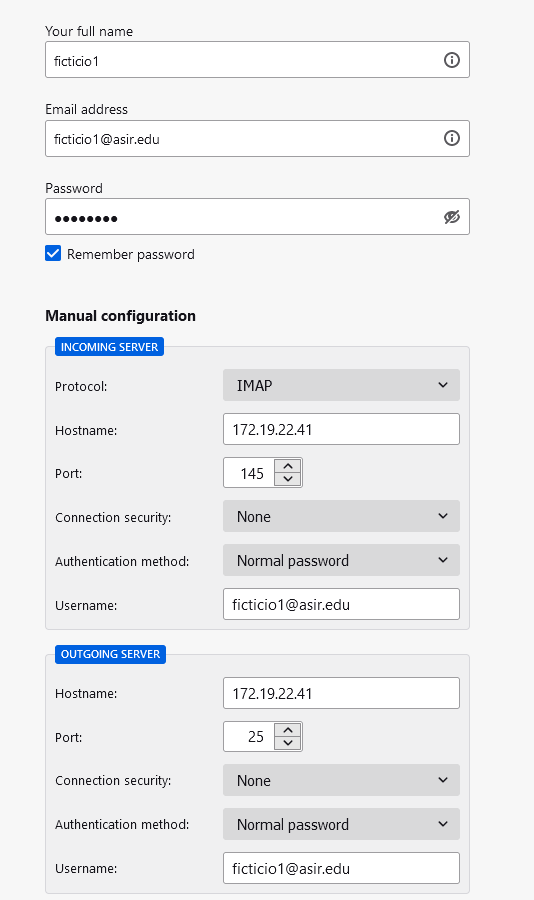 Your full name
ficticio1
Email address
ficticio1@asir.edu
Password
Remember password
Manual configuration
INCOMING SERVER
Protocol: IMAP
Hostname: 172.19.22.41
Port: 145
Connection security: None
Authentication method: Normal password
Username: ficticio1@asir.edu
OUTGOING SERVER
Hostname: 172.19.22.41
Port: 25
Connection security: None
Authentication method: Normal password
Username: ficticio1@asir.edu